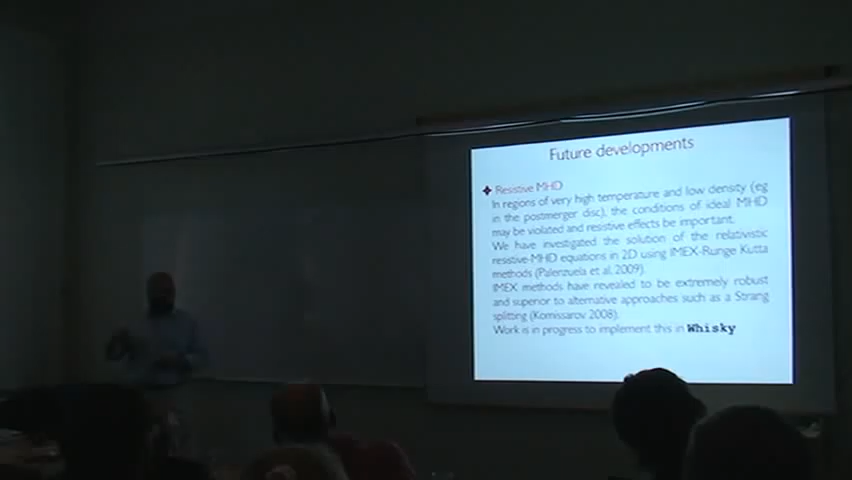 Future developments
Resistive MHD
In regions of very high temperature and low density (eg
in the postmerger disc), the conditions of ideal MHD
may be violated and resistive effects be important.
We have investigated the solution of the relativistic
resistive-MHD equations in 2D using IMEX-Runge Kutta
methods (Palenzuela et al. 2009).
IMEX methods have revealed to be extremely robust
and superior to alternative approaches such as a Strang
splitting (Komissarov 2008).
Work is in progress to implement this in Whisky